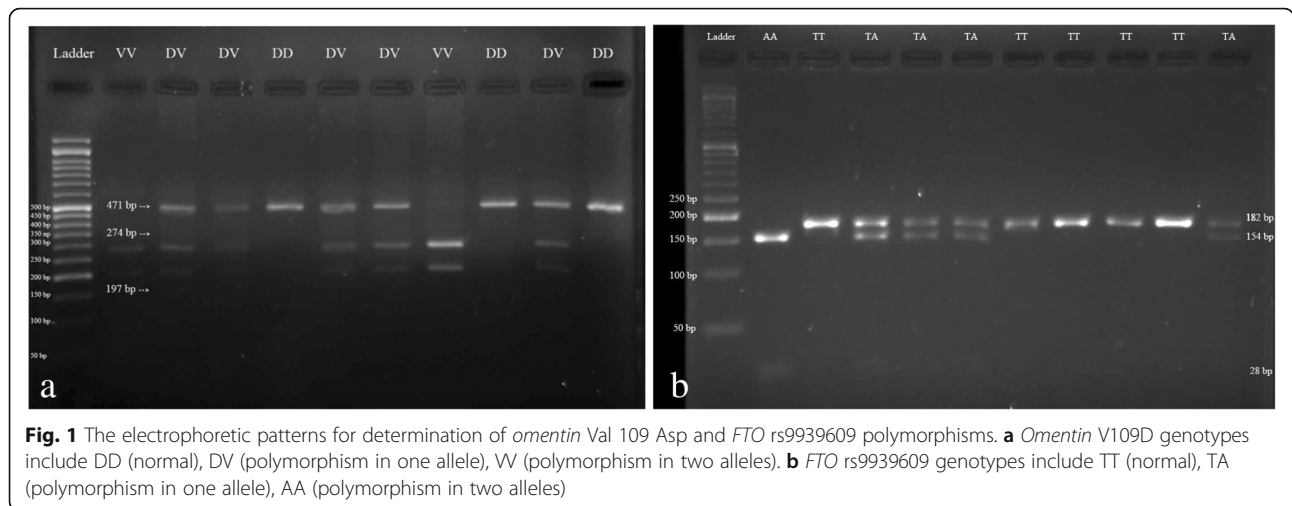 Ladder VV DV DV DD DV DV VV DD DV DD
500 bp
450 bp
400 bp
350 bp
300 bp
250 bp
200 bp
150 bp
100 bp
50 bp
471 bp -->
274 bp -->
197 bp -->
a
Ladder AA TT TA TA TA TT TT TT TT TA
250 bp
200 bp
150 bp
100 bp
50 bp
182 bp
154 bp
28 bp
b
Fig. 1 The electrophoretic patterns for determination of omentin Val 109 Asp and FTO rs9939609 polymorphisms. a Omentin V109D genotypes
include DD (normal), DV (polymorphism in one allele), VV (polymorphism in two alleles). b FTO rs9939609 genotypes include TT (normal), TA
(polymorphism in one allele), AA (polymorphism in two alleles)